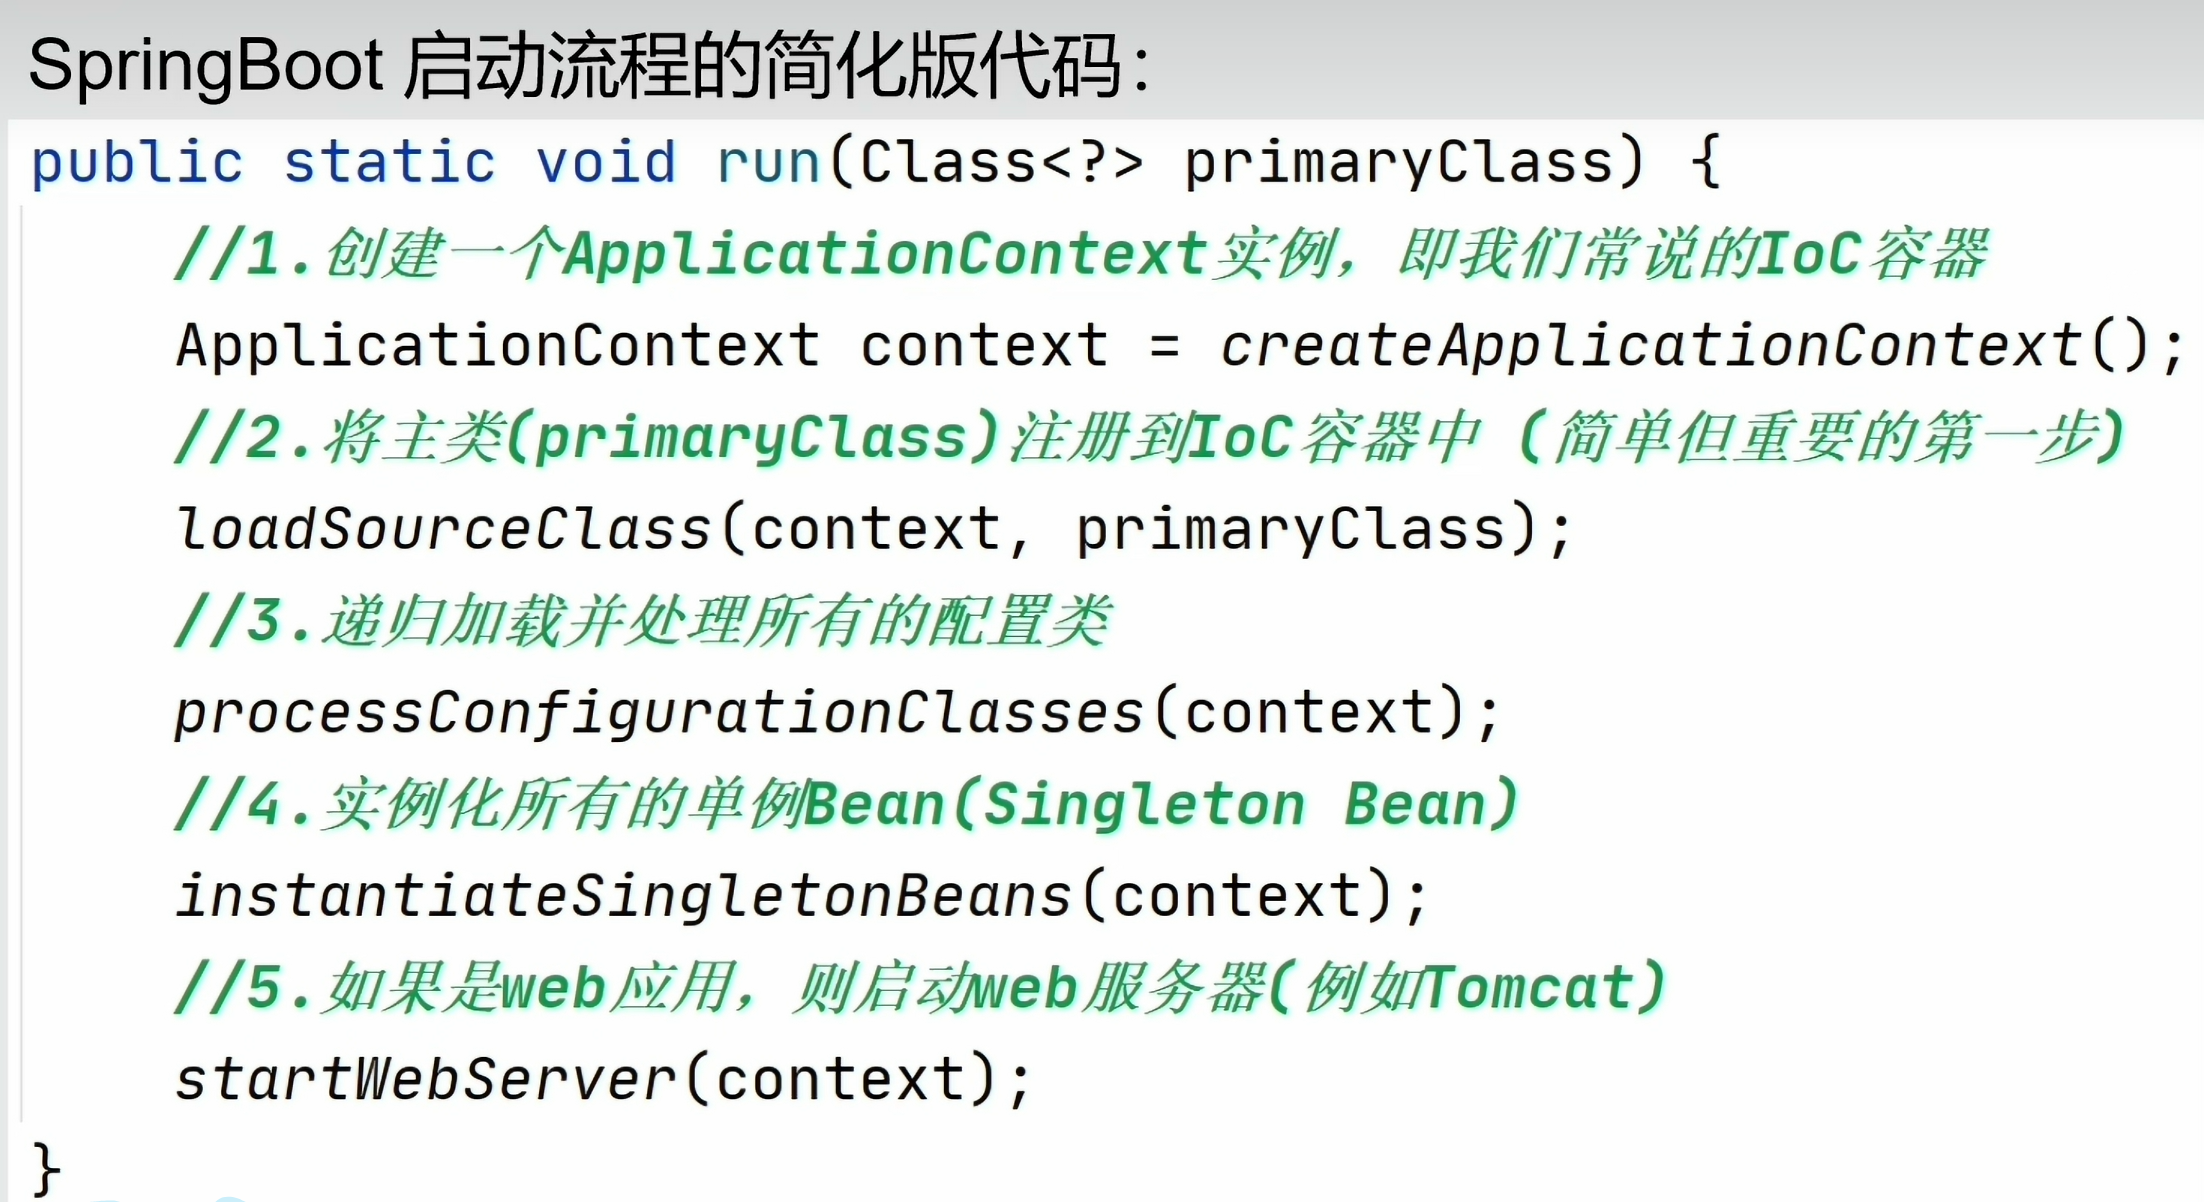 SpringBoot 启动流程的简化版代码：
public static void run(Class<?> primaryClass) {
//1.创建一个ApplicationContext实例，即我们常说的IoC容器
ApplicationContext context = createApplicationContext();
//2.将主类(primaryClass)注册到IoC容器中 (简单但重要的第一步)
loadSourceClass(context, primaryClass);
//3.递归加载并处理所有的配置类
processConfigurationClasses(context);
//4.实例化所有的单例Bean(Singleton Bean)
instantiateSingletonBeans(context);
//5.如果是web应用，则启动web服务器(例如Tomcat)
startWebServer(context);
}